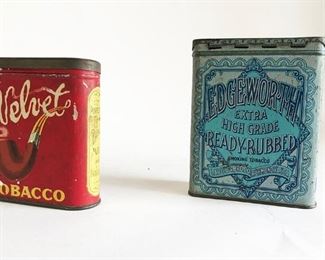 Velvet
TOBACCO
EDGEWORTH
EXTRA
HIGH GRADE
READY-RUBBED
SMOKING TOBACCO